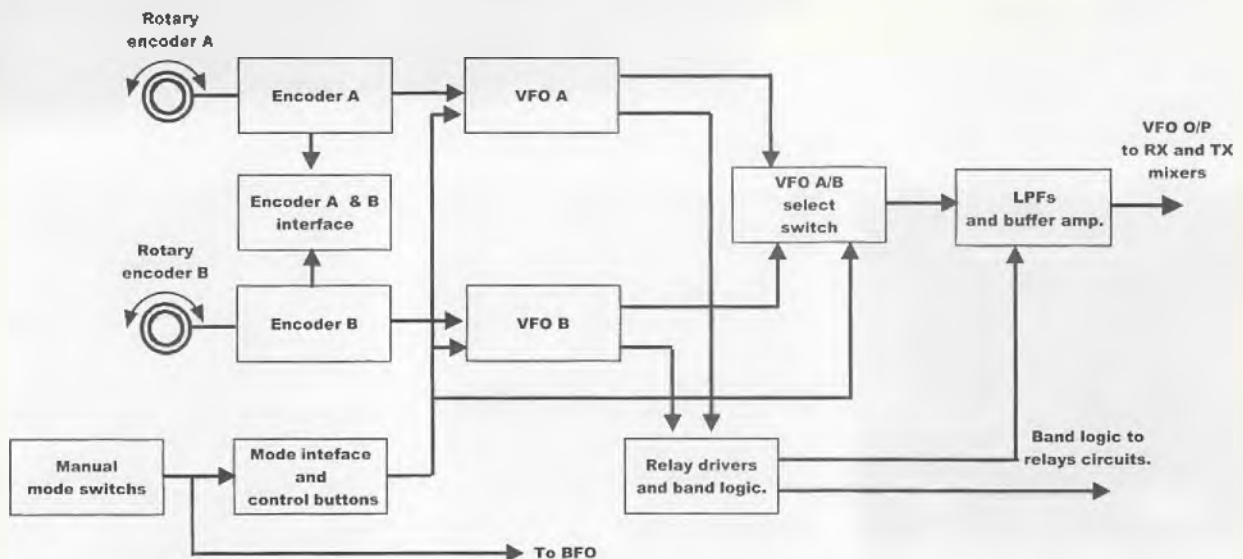 Rotary
encoder A
Encoder A
VFO A
Encoder A & B
interface
VFO A/B
select
switch
LPFs
and buffer amp.
VFO O/P
to RX and TX
mixers
Rotary
encoder B
Encoder B
VFO B
Manual
mode switchs
Mode inteface
and
control buttons
Relay drivers
and band logic.
Band logic to
relays circuits.
To BFO